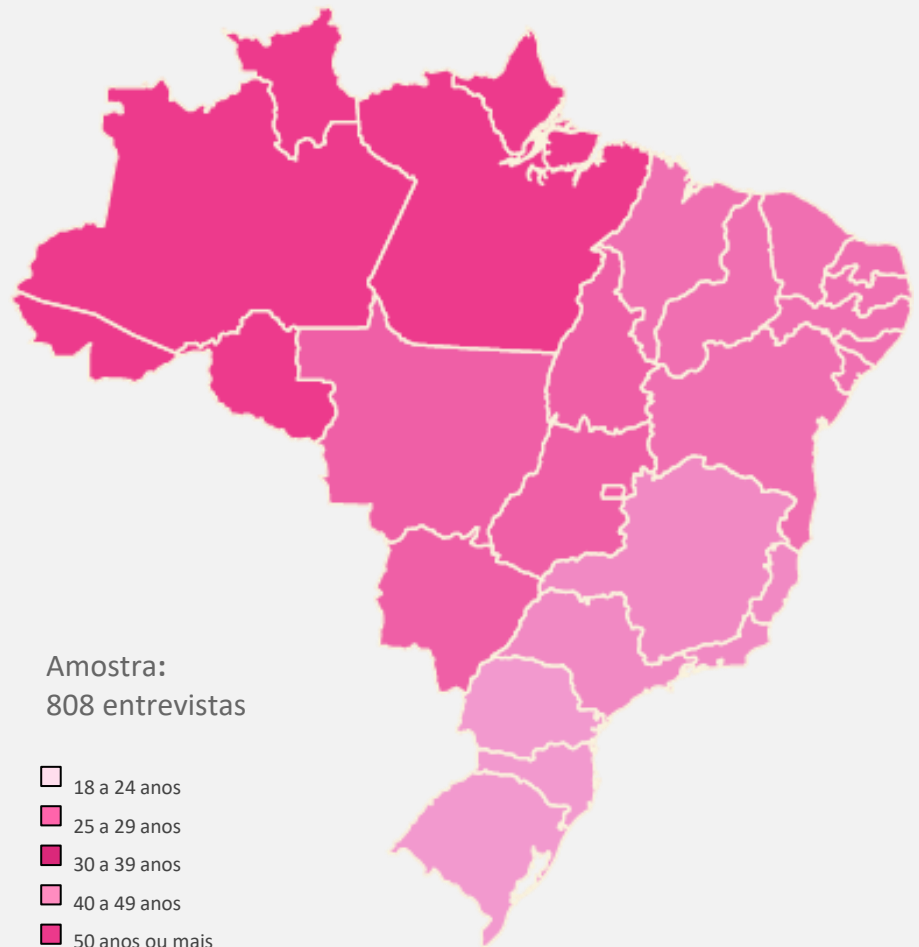 Amostra:
808 entrevistas
18 a 24 anos
25 a 29 anos
30 a 39 anos
40 a 49 anos
50 anos ou mais